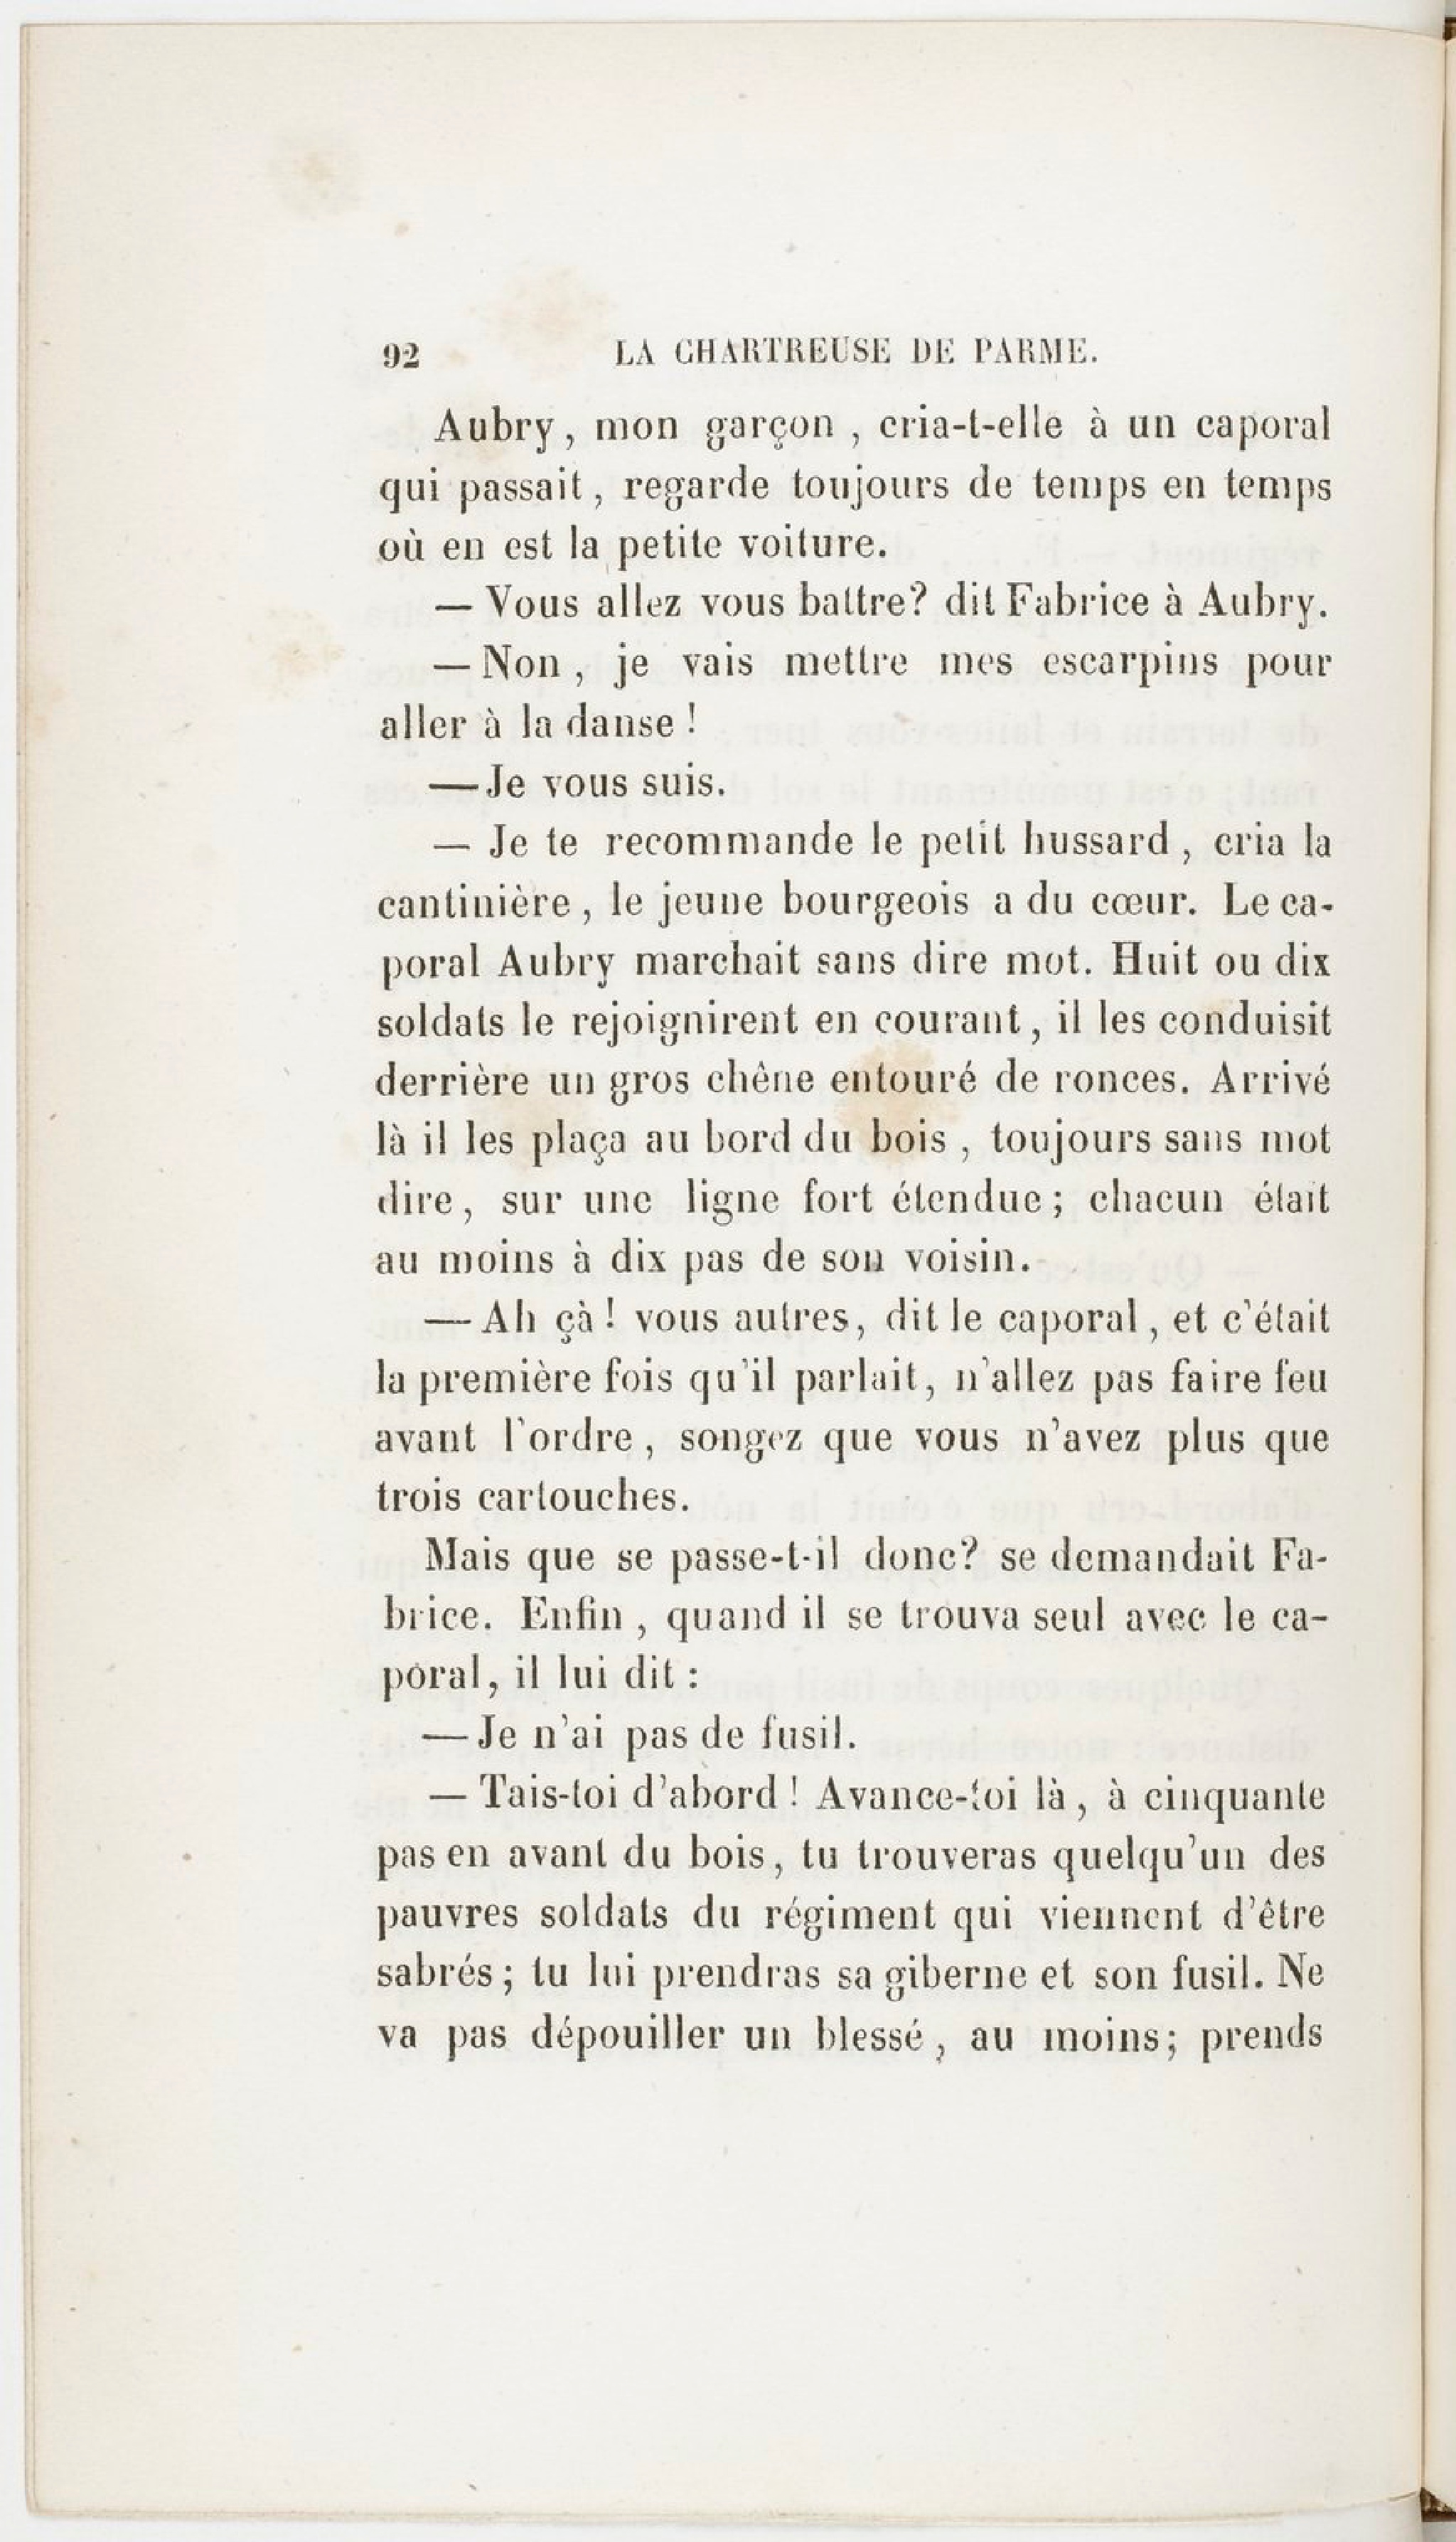 92 LA CHARTREUSE DE PARME.
Aubry, mon garçon, cria-t-elle à un caporal
qui passait, regarde toujours de temps en temps
où en est la petite voiture.
— Vous allez vous battre? dit Fabrice à Aubry.
— Non, je vais mettre mes escarpins pour
aller à la danse!
— Je vous suis.
— Je te recommande le petit hussard, cria la
cantinière, le jeune bourgeois a du cœur. Le ca-
poral Aubry marchait sans dire mot. Huit ou dix
soldats le rejoignirent en courant, il les conduisit
derrière un gros chêne entouré de ronces. Arrivé
là il les plaça au bord du bois, toujours sans mot
dire, sur une ligne fort étendue; chacun était
au moins à dix pas de son voisin.
— Ah çà! vous autres, dit le caporal, et c'était
la première fois qu'il parlait, n'allez pas faire feu
avant l'ordre, songez que vous n'avez plus que
trois cartouches.
Mais que se passe-t-il donc? se demandait Fa-
brice. Enfin, quand il se trouva seul avec le ca-
poral, il lui dit:
— Je n'ai pas de fusil.
— Tais-toi d'abord! Avance-toi là, à cinquante
pas en avant du bois, tu trouveras quelqu'un des
pauvres soldats du régiment qui viennent d'être
sabrés; tu lui prendras sa giberne et son fusil. Ne
va pas dépouiller un blessé, au moins; prends